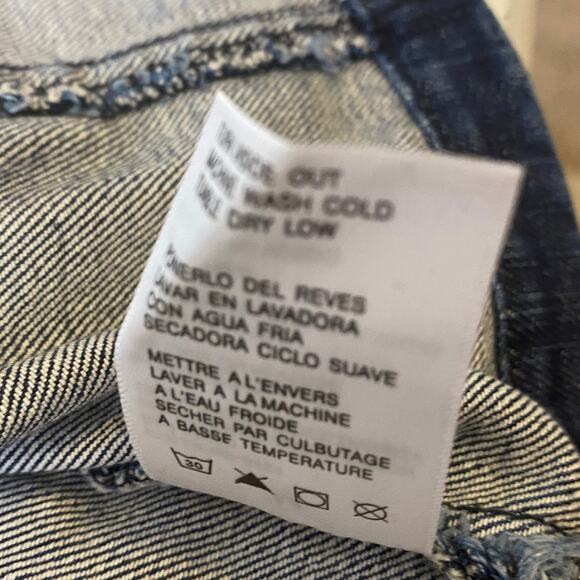 OUT
WASH COLD
DRY LOW
PONERLO DEL REVES
LAVAR EN LAVADORA
CON AGUA FRIA
SECADORA CICLO SUAVE
METTRE A L'ENVERS
LAVER A LA MACHINE
A L'EAU FROIDE
SECHER PAR CULBUTAGE
A BASSE TEMPERATURE
30